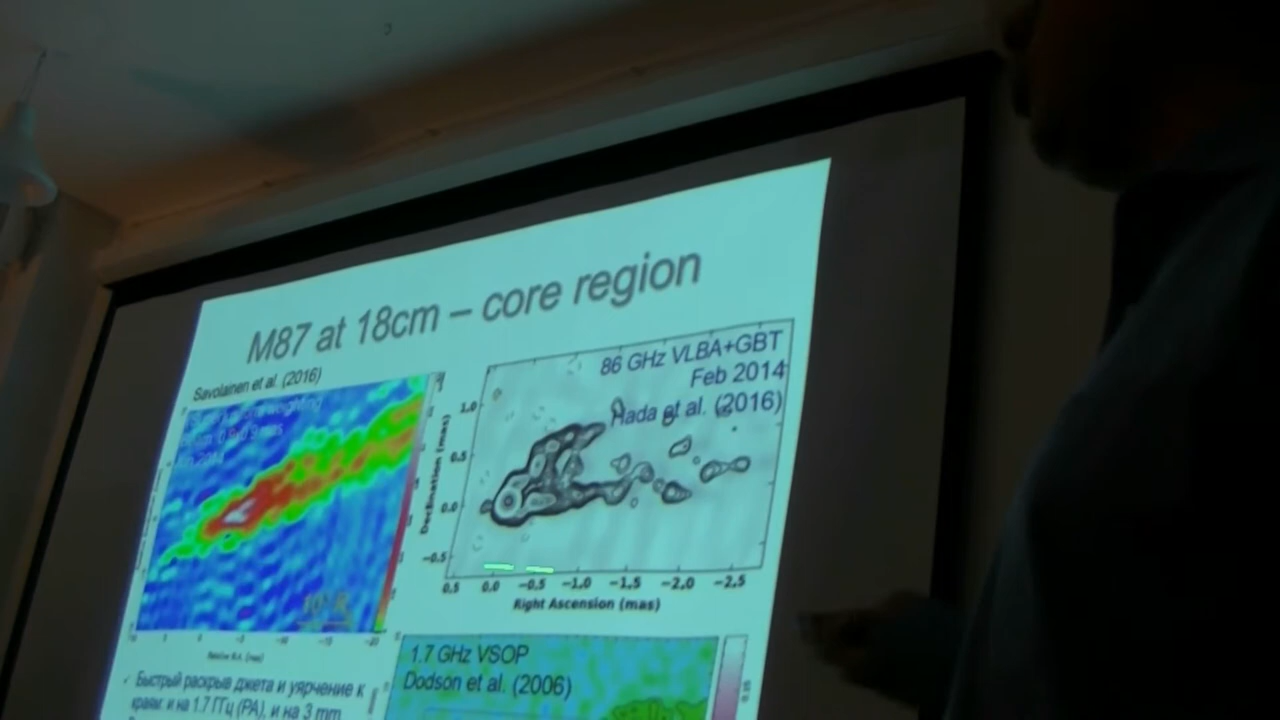 M87 at 18cm – core region
Savolainen et al. (2016)
86 GHz VLBA+GBT
Feb 2014
Hada et al. (2016)
Declination (mas)
1.0
0.5
0.0
−0.5
0.5 0.0 −0.5 −1.0 −1.5 −2.0 −2.5
Right Ascension (mas)
1.7 GHz VSOP
Dodson et al. (2006)
✓ Быстрый раскрыв джета и уярчение к
краям: и на 1.7 ГГц (РА), и на 3 mm